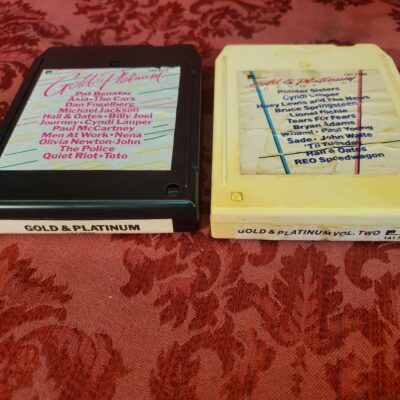 Gold & Platinum
Pat Benatar
Asia • The Cars
Dan Fogelberg
Michael Jackson
Hall & Oates • Billy Joel
Journey • Cyndi Lauper
Paul McCartney
Men At Work • Nena
Olivia Newton-John
The Police
Quiet Riot • Toto
GOLD & PLATINUM
Gold & Platinum
Pointer Sisters
Cyndi Lauper
Huey Lewis and The News
Bruce Springsteen
Lionel Richie
Tears For Fears
Bryan Adams
Wham! • Paul Young
Sade • John Waite
'Til Tuesday
Hall & Oates
REO Speedwagon
GOLD & PLATINUM VOL. TWO